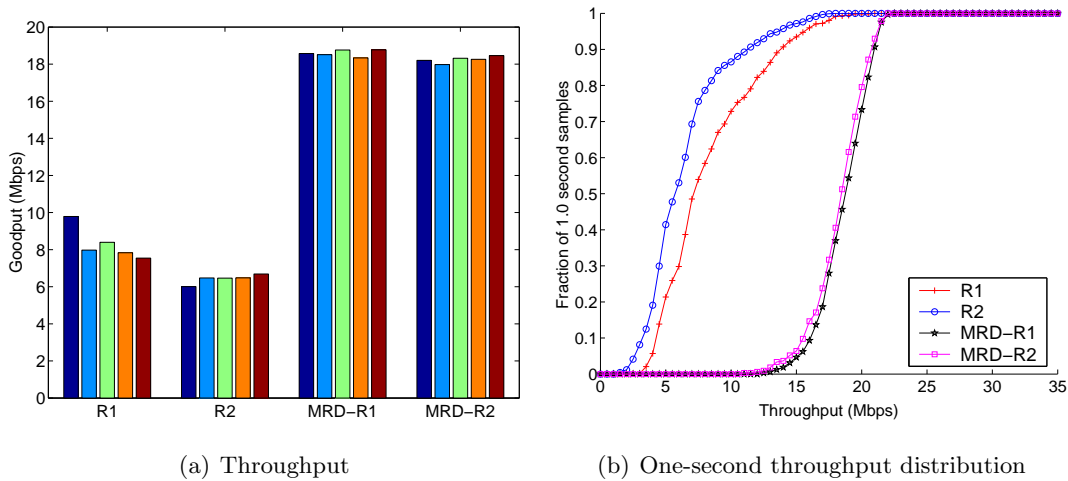 20
18
16
14
12
10
8
6
4
2
0
Goodput (Mbps)
R1 R2 MRD−R1 MRD−R2
(a) Throughput
1
0.9
0.8
0.7
0.6
0.5
0.4
0.3
0.2
0.1
0
Fraction of 1.0 second samples
R1
R2
MRD−R1
MRD−R2
0 5 10 15 20 25 30 35
Throughput (Mbps)
(b) One-second throughput distribution